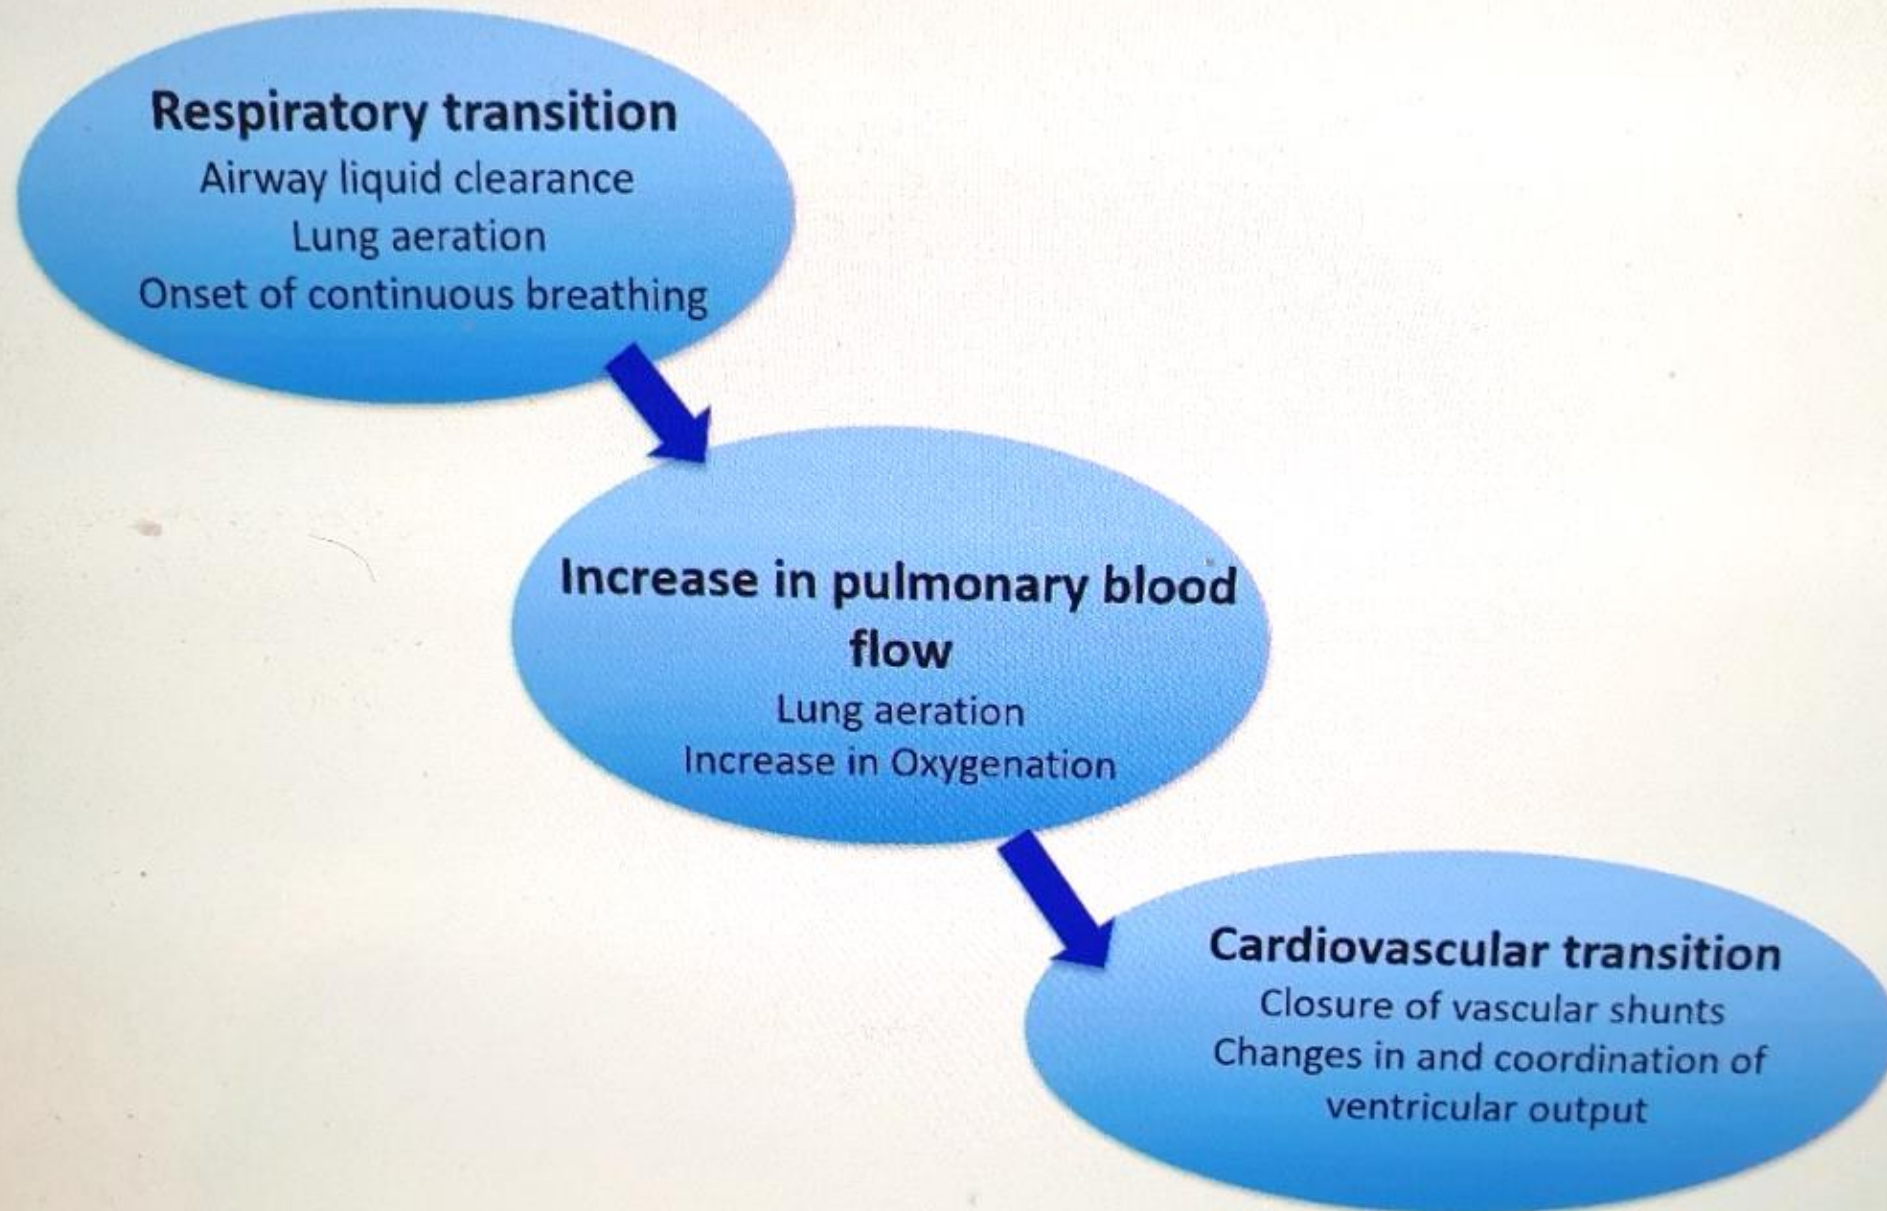 Respiratory transition
Airway liquid clearance
Lung aeration
Onset of continuous breathing
Increase in pulmonary blood
flow
Lung aeration
Increase in Oxygenation
Cardiovascular transition
Closure of vascular shunts
Changes in and coordination of
ventricular output